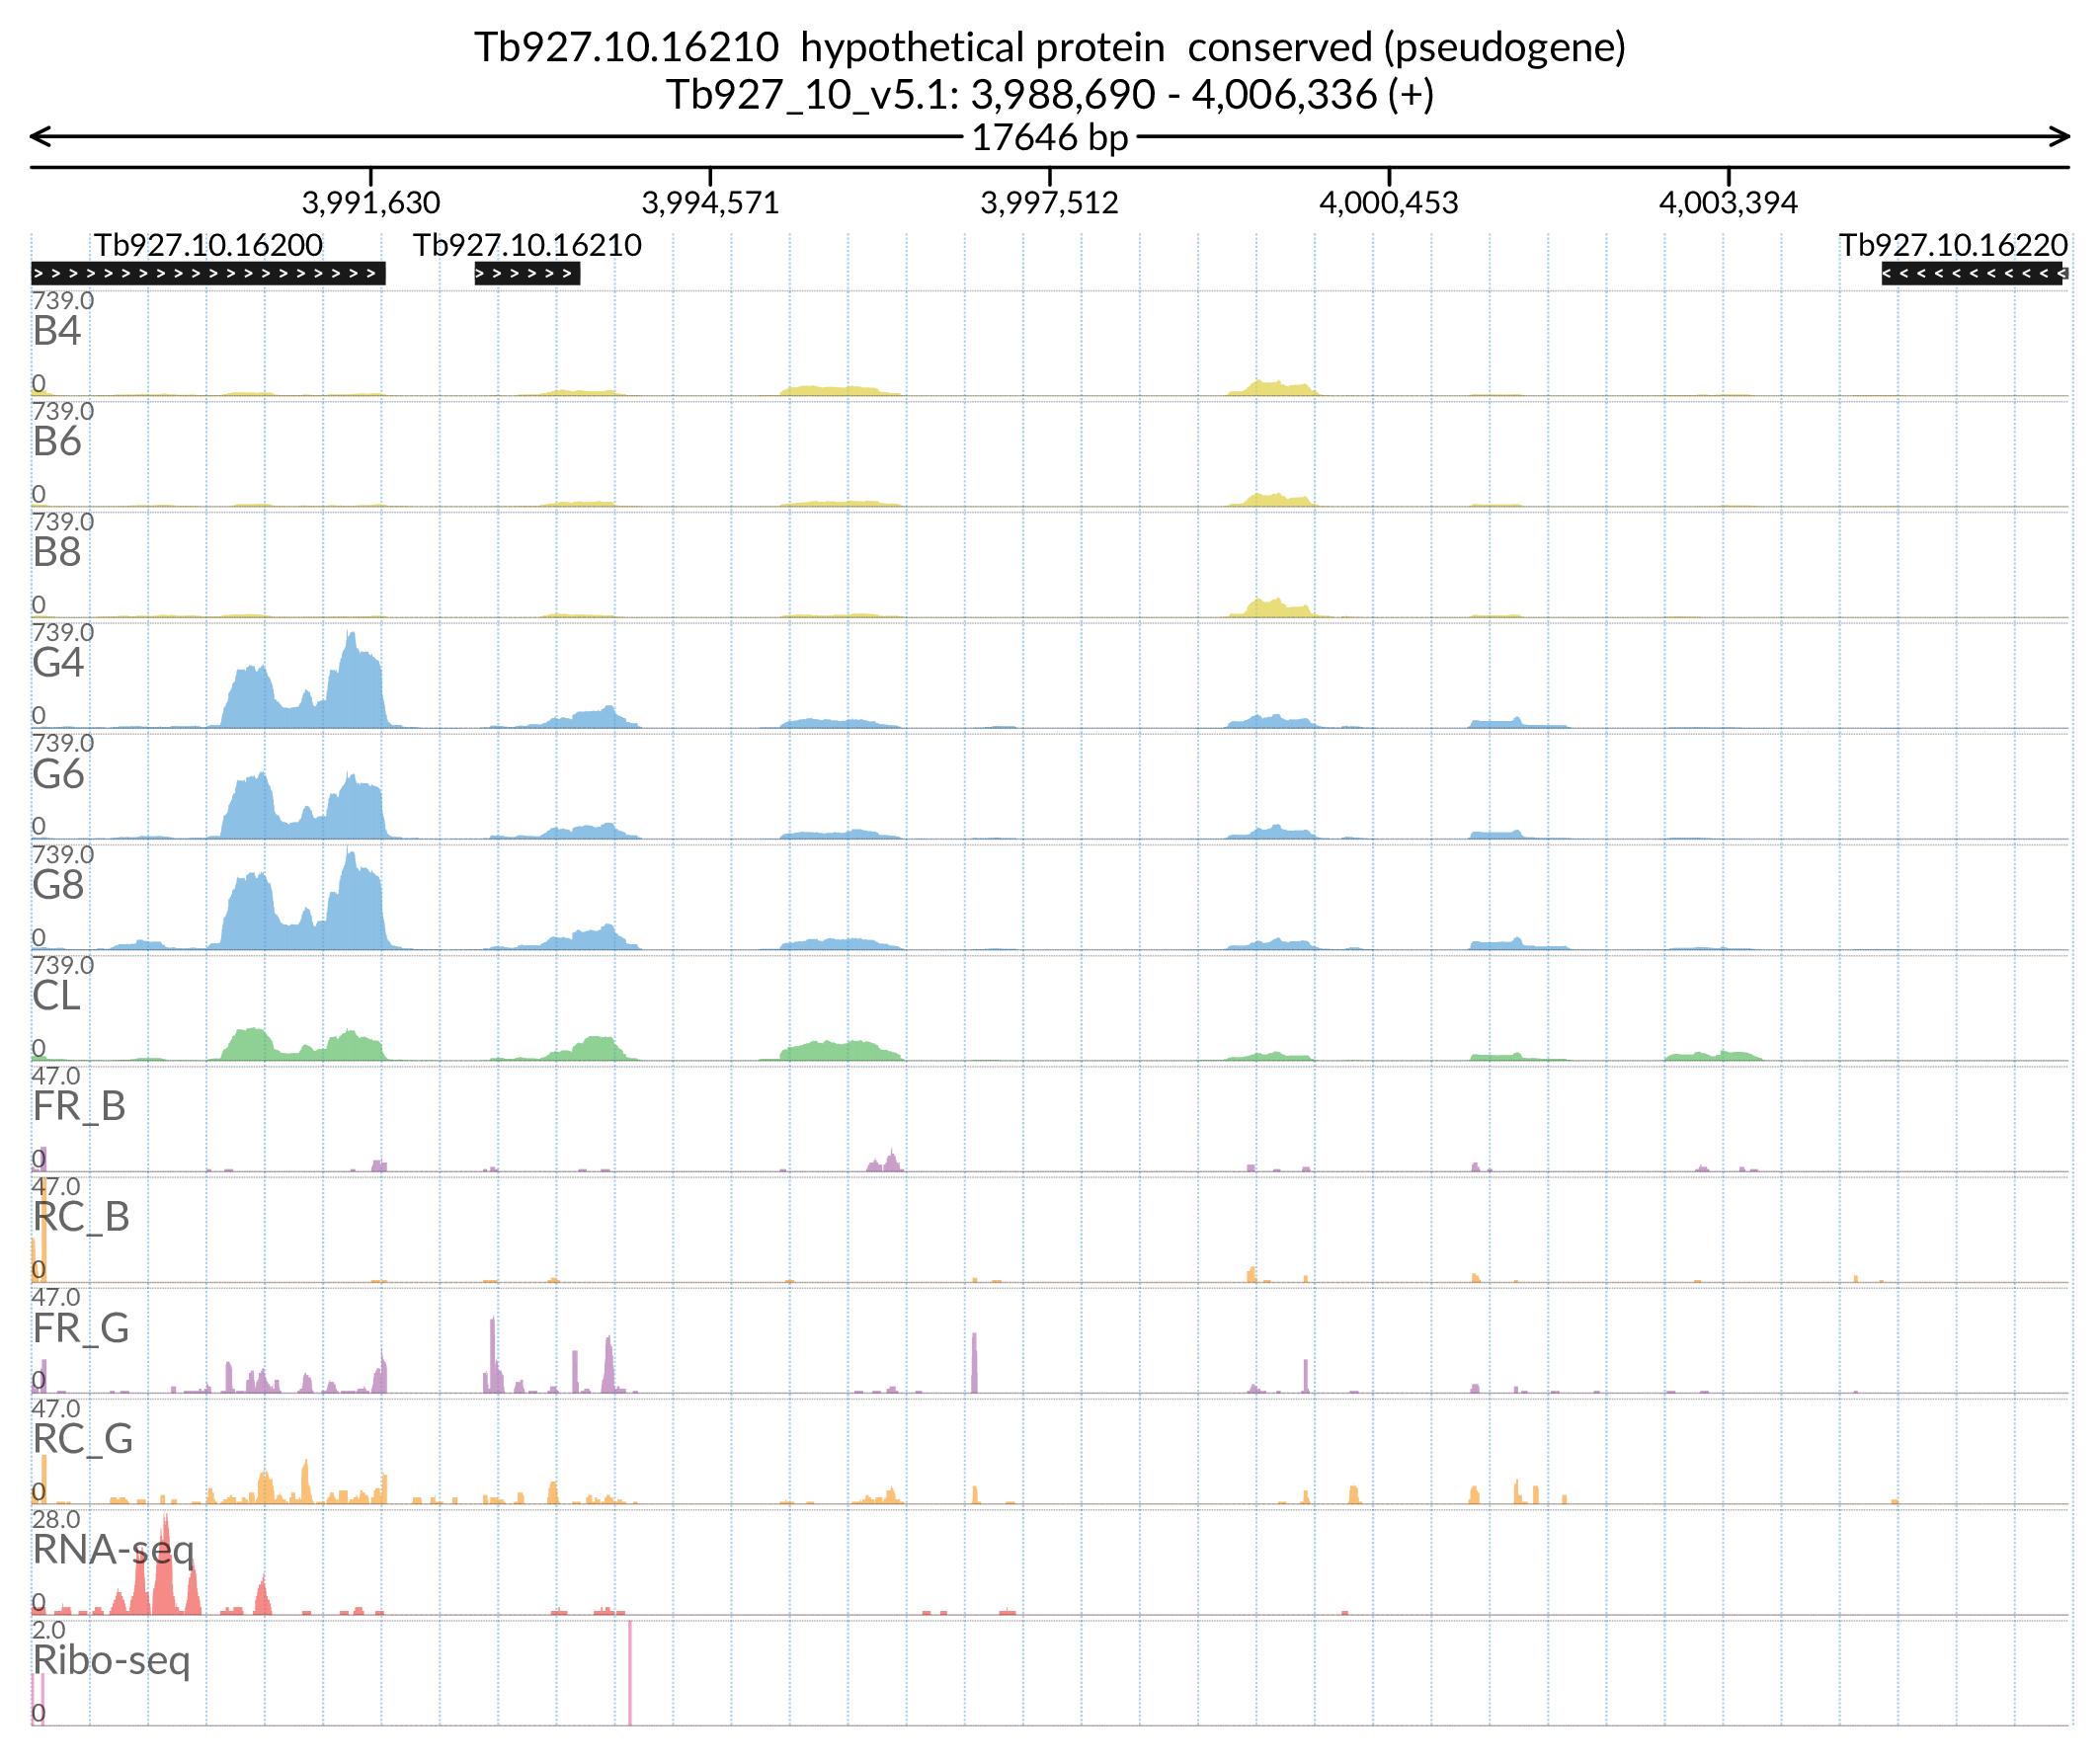 Tb927.10.16210 hypothetical protein conserved (pseudogene)
Tb927_10_v5.1: 3,988,690 - 4,006,336 (+)
17646 bp
3,991,630 3,994,571 3,997,512 4,000,453 4,003,394
Tb927.10.16200 Tb927.10.16210 Tb927.10.16220
739.0
B4
0
739.0
B6
0
739.0
B8
0
739.0
G4
0
739.0
G6
0
739.0
G8
0
739.0
CL
0
47.0
FR_B
0
47.0
RC_B
0
47.0
FR_G
0
47.0
RC_G
0
28.0
RNA-seq
0
2.0
Ribo-seq
0